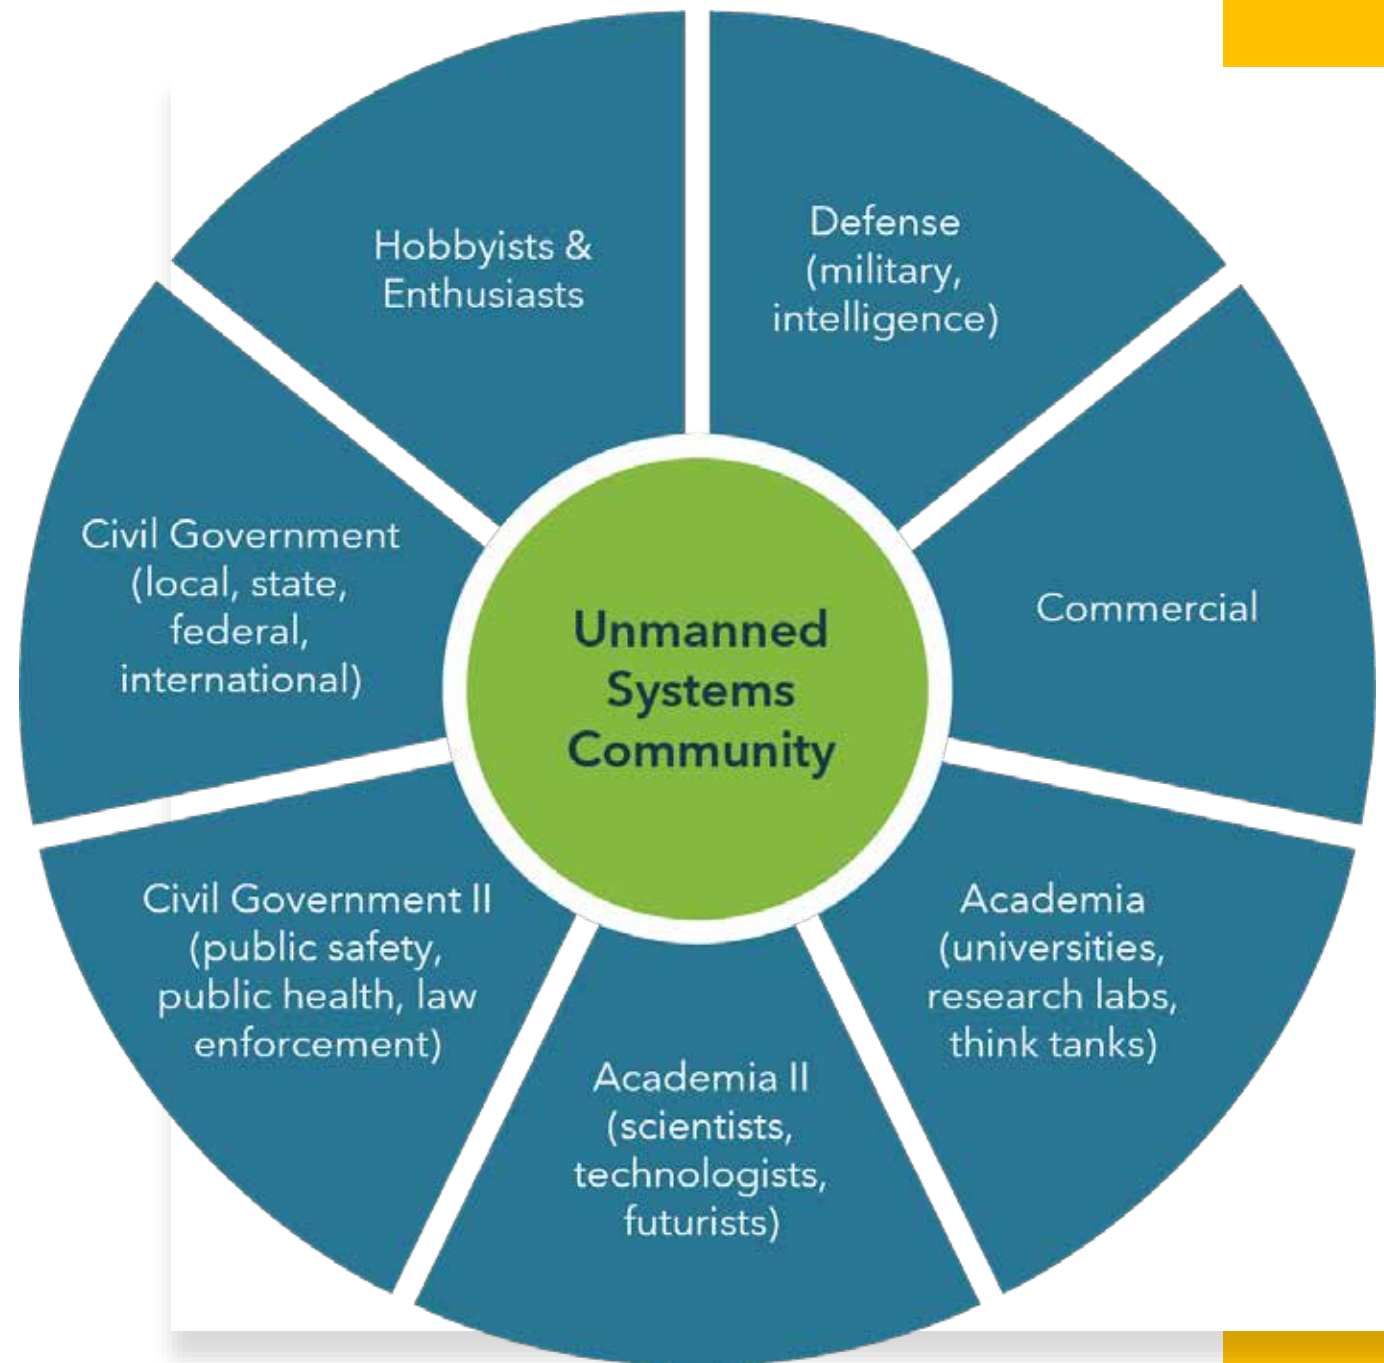 Hobbyists &
Enthusiasts
Defense
(military,
intelligence)
Commercial
Academia
(universities,
research labs,
think tanks)
Academia II
(scientists,
technologists,
futurists)
Civil Government II
(public safety,
public health, law
enforcement)
Civil Government
(local, state,
federal,
international)
Unmanned
Systems
Community